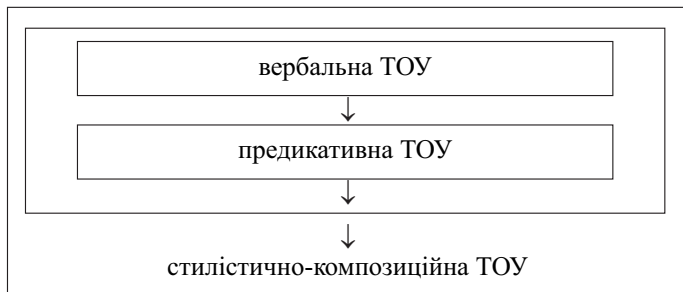 вербальна ТОУ
↓
предикативна ТОУ
↓
↓
стилістично-композиційна ТОУ